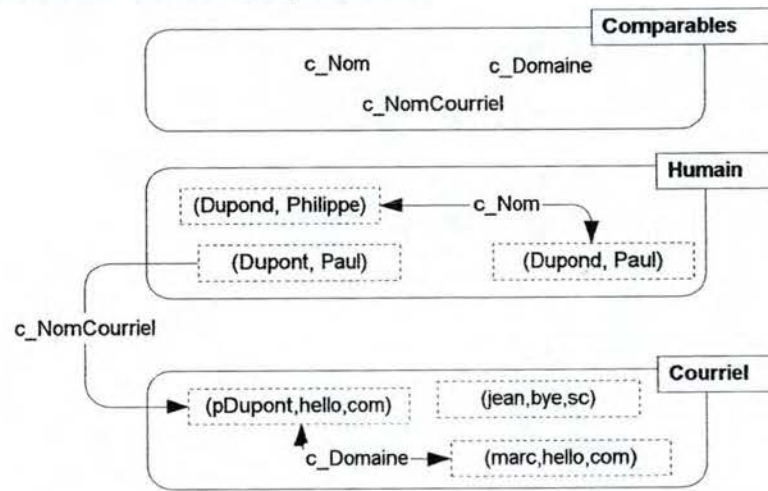 Comparables
c_Nom c_Domaine
c_NomCourriel
Humain
(Dupond, Philippe) c_Nom
(Dupont, Paul) (Dupond, Paul)
c_NomCourriel
Courriel
(pDupont,hello,com) (jean,bye,sc)
c_Domaine (marc,hello,com)